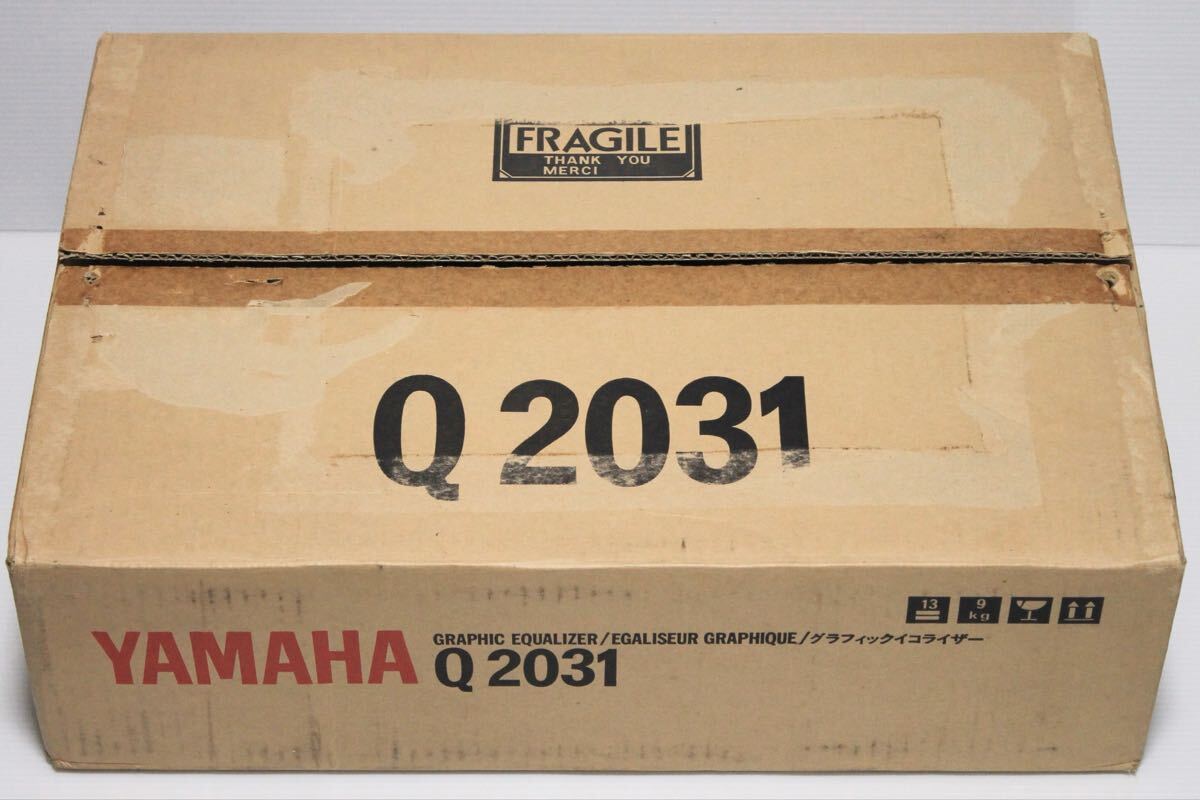 FRAGILE
THANK YOU
MERCI
Q 2031
13
9
kg
YAMAHA
GRAPHIC EQUALIZER/EGALISEUR GRAPHIQUE/グラフィックイコライザー
Q 2031